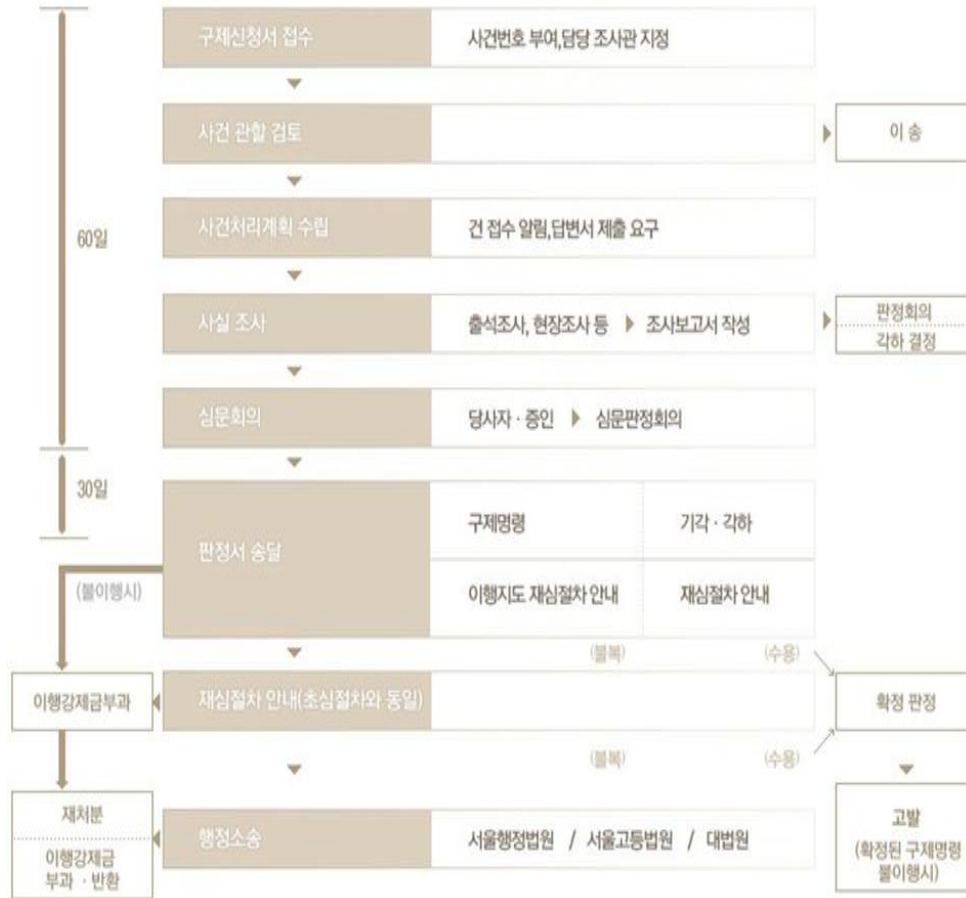 구제신청서 접수
사건번호 부여,담당 조사관 지정
사건 관할 검토
이 송
60일
사건처리계획 수립
건 접수 알림,답변서 제출 요구
사실 조사
출석조사, 현장조사 등 ▶ 조사보고서 작성
판정회의
각하 결정
심문회의
당사자 · 증인 ▶ 심문판정회의
30일
판정서 송달
구제명령
기각 · 각하
이행지도 재심절차 안내
재심절차 안내
(불이행시)
(불복)
(수용)
이행강제금부과
재심절차 안내(초심절차와 동일)
확정 판정
(불복)
(수용)
재처분
이행강제금
부과 · 반환
행정소송
서울행정법원 / 서울고등법원 / 대법원
고발
(확정된 구제명령
불이행시)